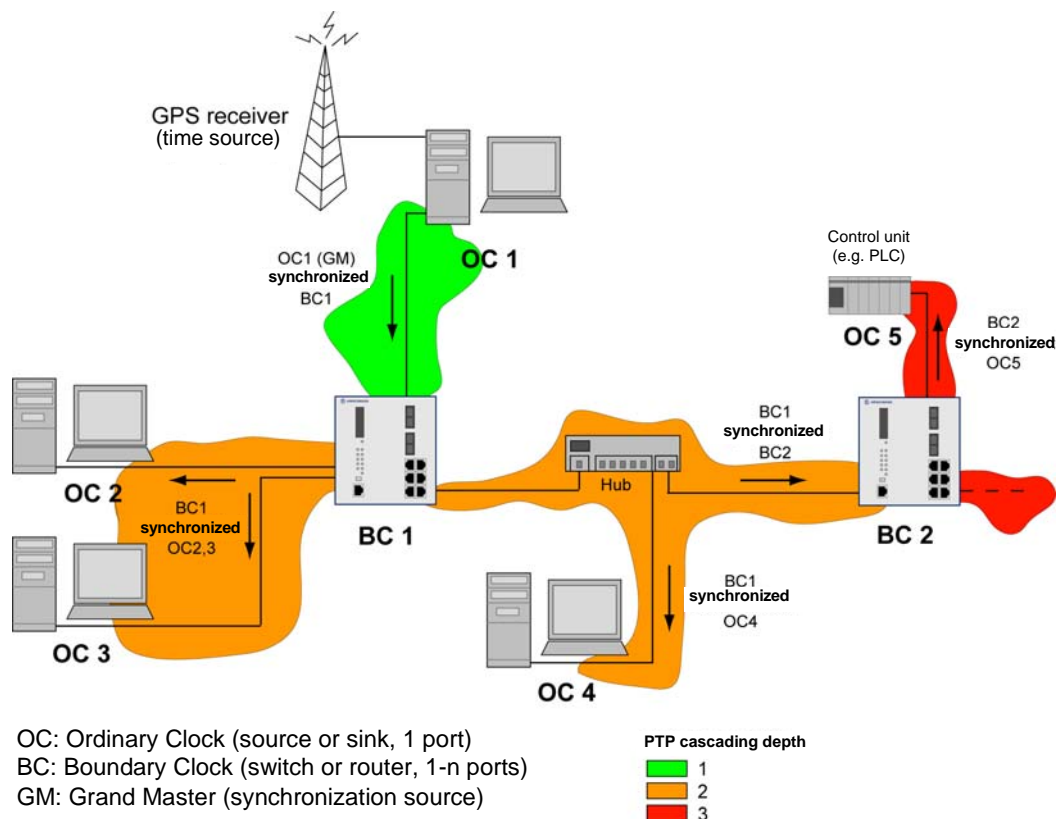 GPS receiver
(time source)
OC 1
OC1 (GM)
synchronized
BC1
Control unit
(e.g. PLC)
OC 5
BC2
synchronized
OC5
OC 2
BC1
synchronized
OC2,3
OC 3
BC 1
Hub
BC1
synchronized
BC2
BC 2
BC1
synchronized
OC4
OC 4
OC: Ordinary Clock (source or sink, 1 port)
BC: Boundary Clock (switch or router, 1-n ports)
GM: Grand Master (synchronization source)
PTP cascading depth
1
2
3